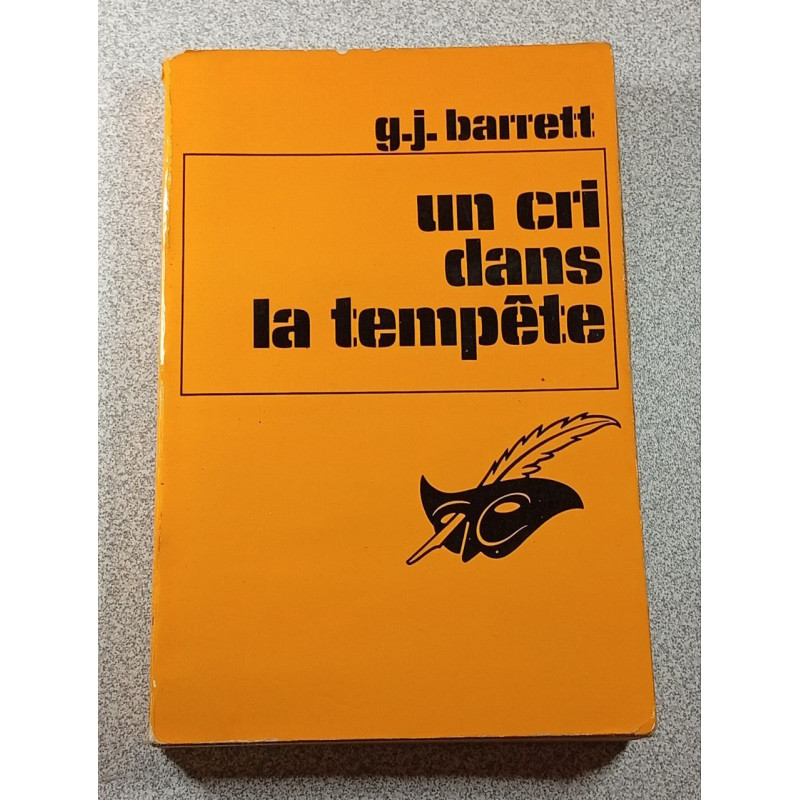 g.-j. barrett
un cri
dans
la tempête